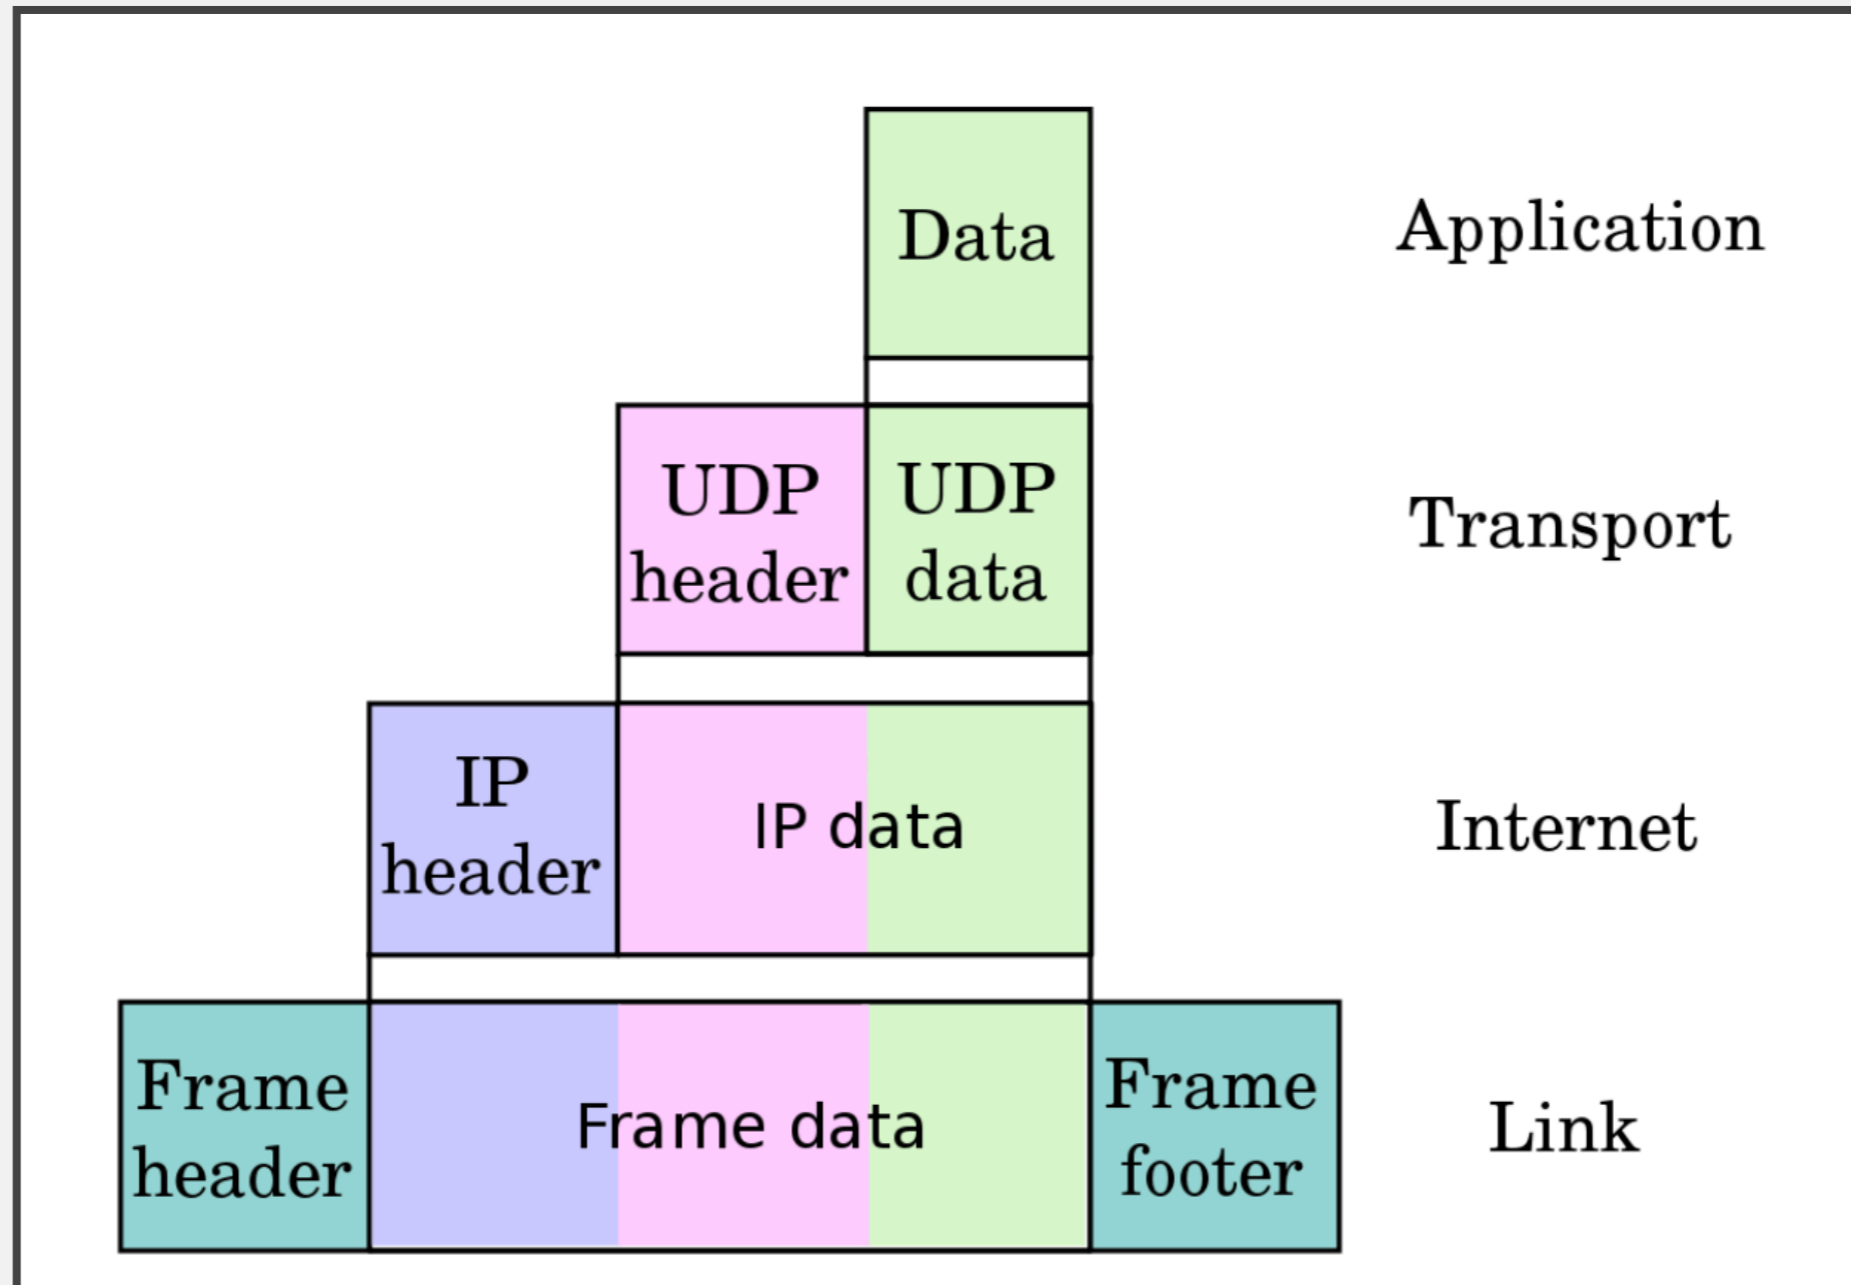 Data
Application
UDP
header
UDP
data
Transport
IP
header
IP data
Internet
Frame
header
Frame data
Frame
footer
Link